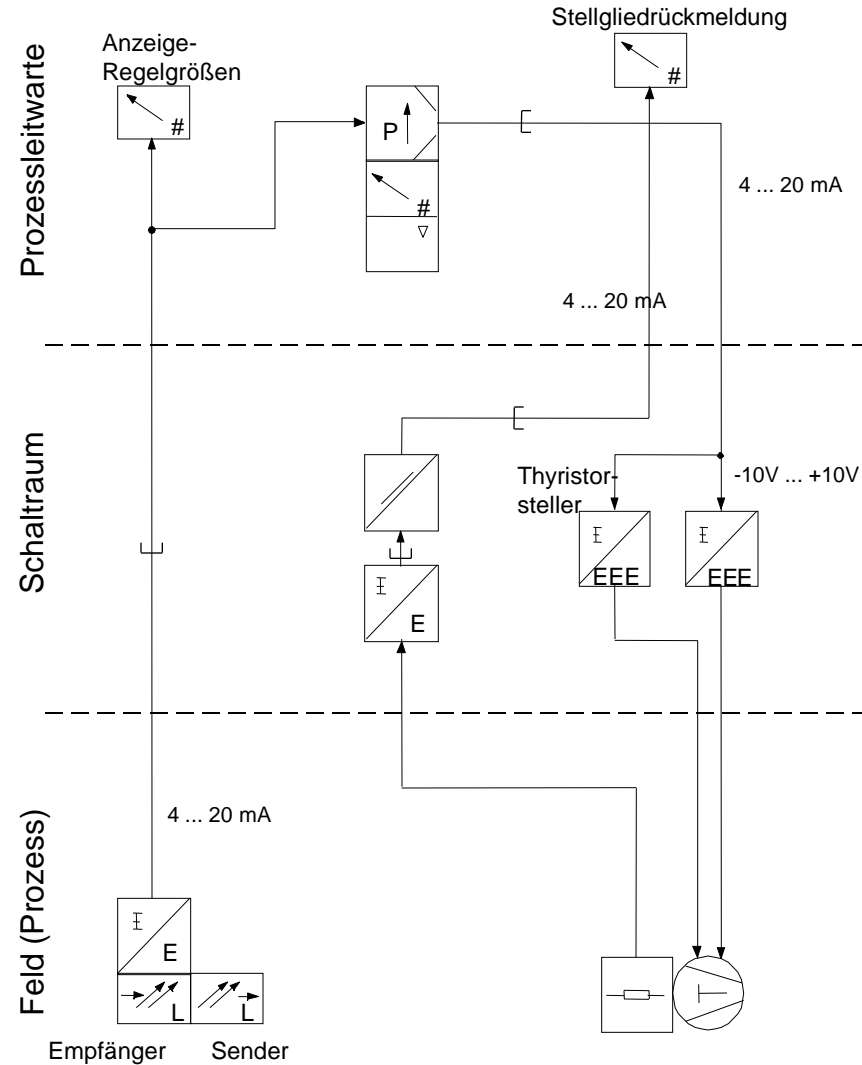 Stellgliedrückmeldung
Anzeige-
Regelgrößen
#
#
P
#
Prozessleitwarte
4 ... 20 mA
4 ... 20 mA
Schaltraum
Thyristor-
steller
-10V ... +10V
E
E
EEE
E
EEE
E
E
Feld (Prozess)
4 ... 20 mA
E
E
L
L
Empfänger
Sender